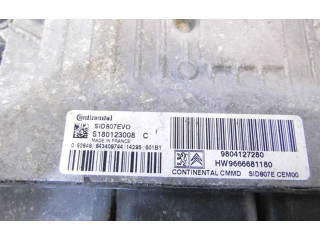 Continental
SID807EVO
S180123008 C
MADE IN FRANCE
9804127280
HW9666681180
CONTINENTAL CMMD SID807E CEM00